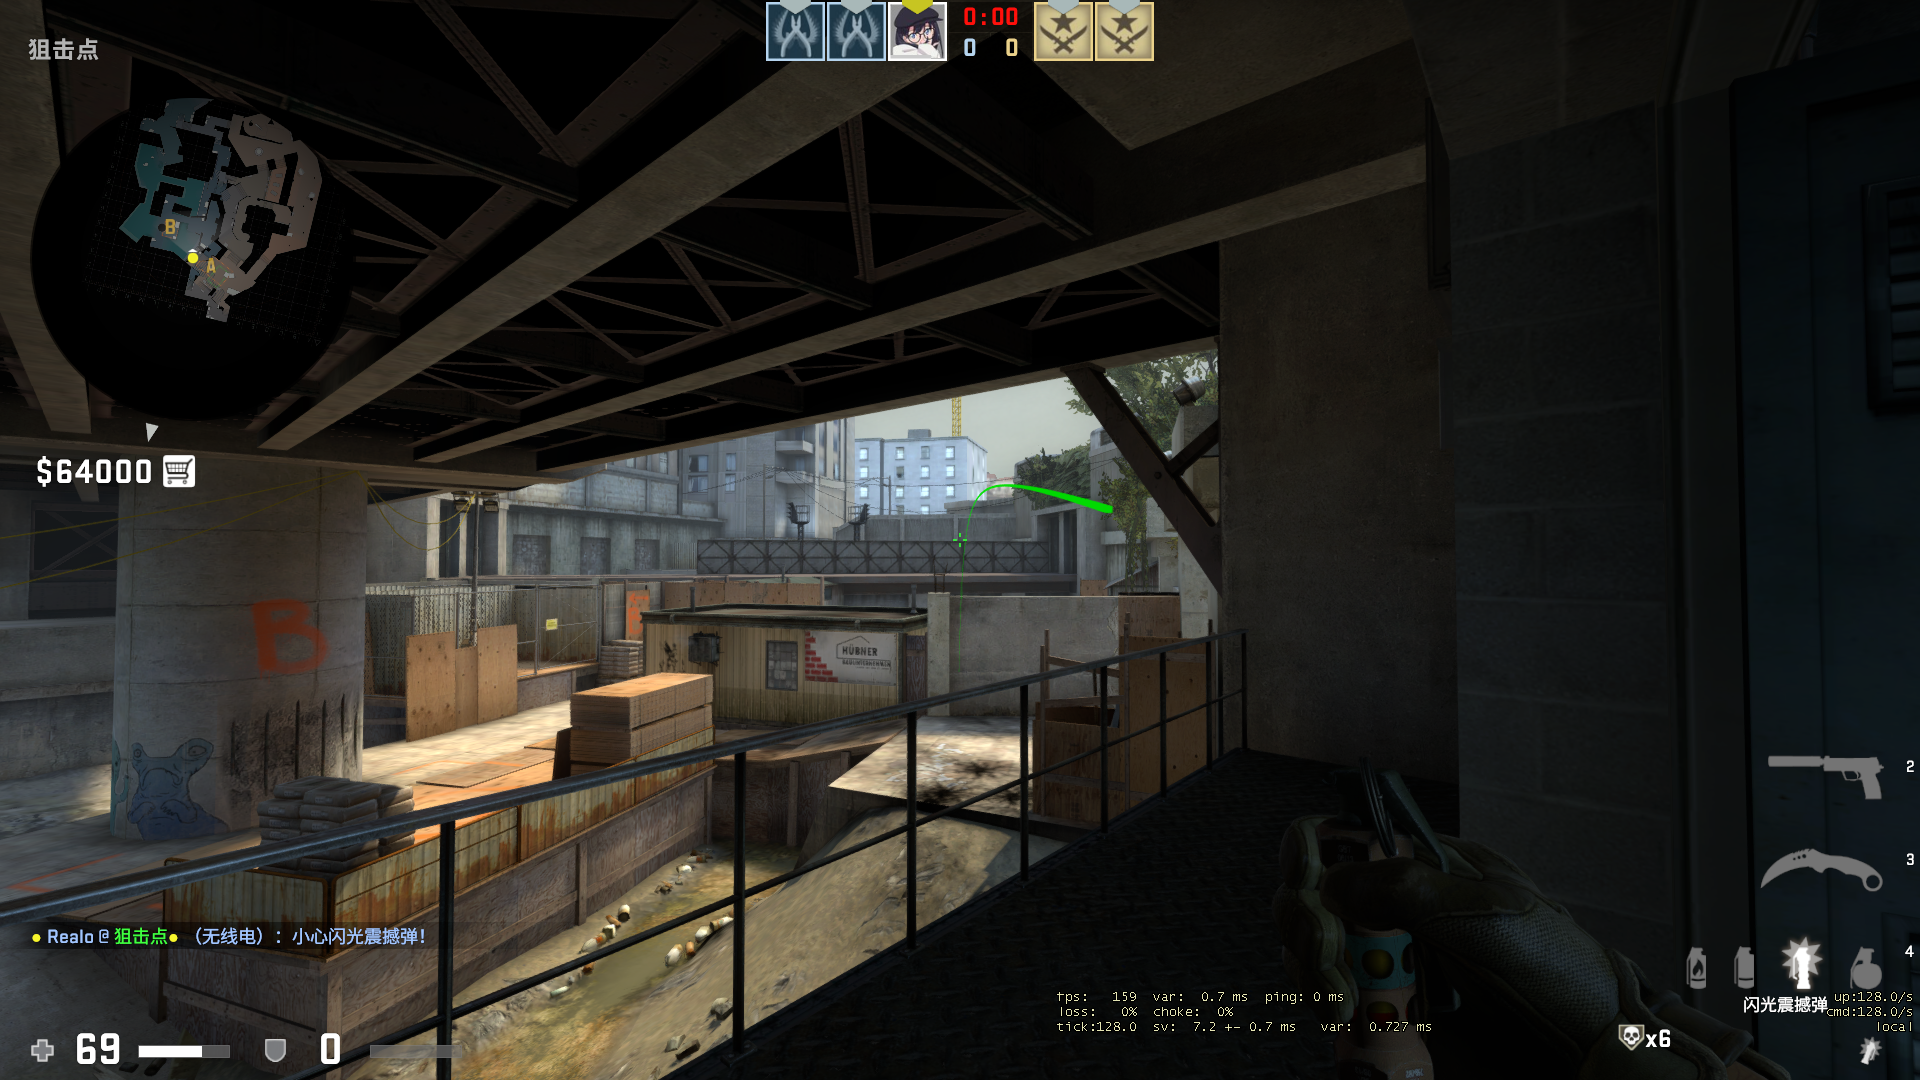 狙击点
0:00
0 0
B
A
$64000
B
HÜBNER
● Realo @ 狙击点● （无线电）：小心闪光震撼弹！
69
0
2
3
4
闪光震撼弹
fps: 159 var: 0.7 ms ping: 0 ms
loss: 0% choke: 0%
tick:128.0 sv: 7.2 +- 0.7 ms var: 0.727 ms
up:128.0/s
cmd:128.0/s
local
x6